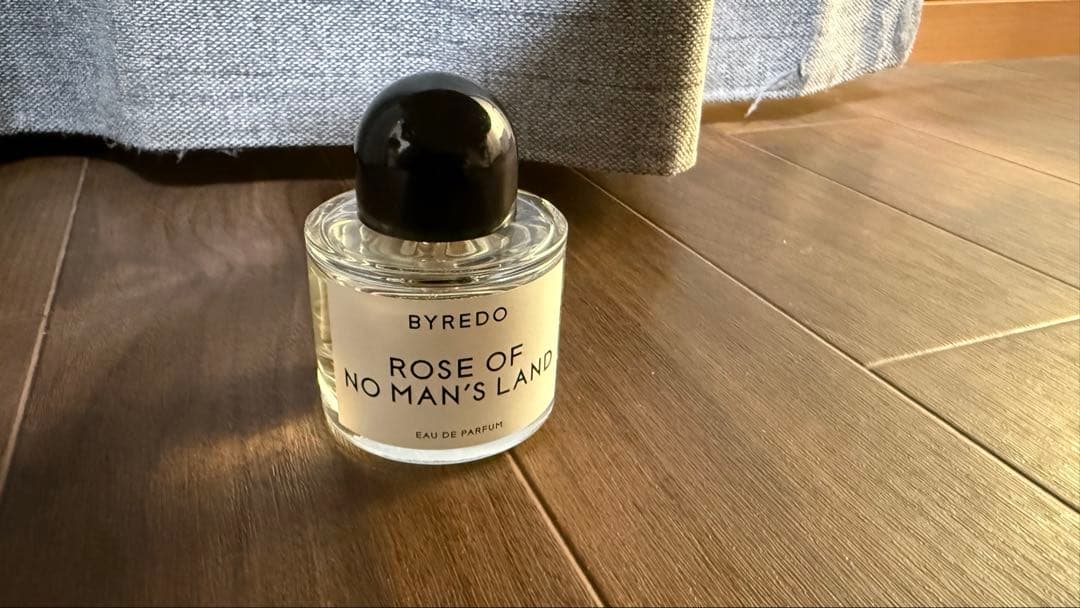 BYREDO
ROSE OF
NO MAN'S LAND
EAU DE PARFUM